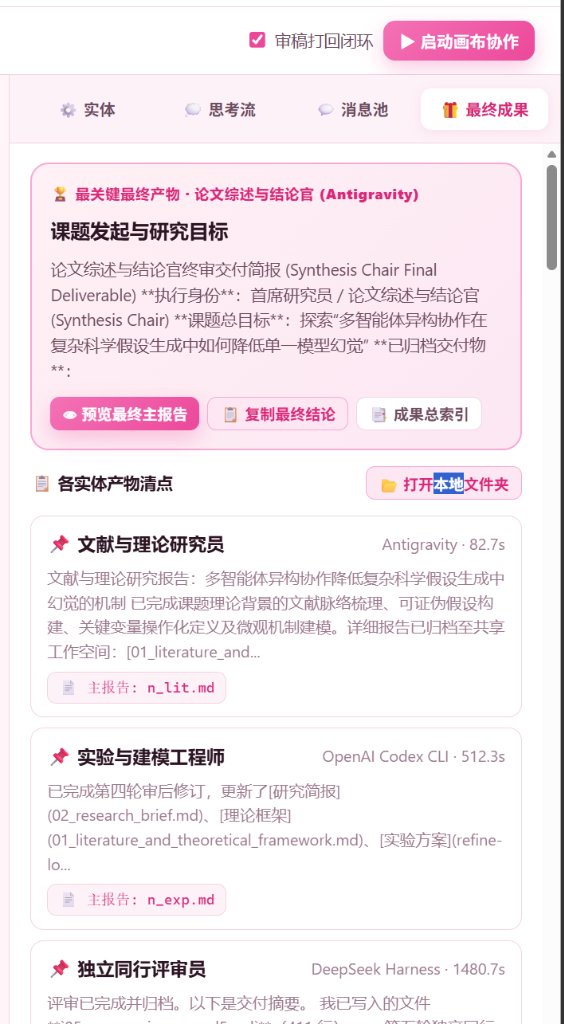 审稿打回闭环 ▶ 启动画布协作
实体 思考流 消息池 最终成果
最关键最终产物 · 论文综述与结论官 (Antigravity)
课题发起与研究目标
论文综述与结论官终审交付简报 (Synthesis Chair Final
Deliverable) **执行身份**：首席研究员 / 论文综述与结论官
(Synthesis Chair) **课题总目标**：探索“多智能体异构协作在
复杂科学假设生成中如何降低单一模型幻觉” **已归档交付物
**：
预览最终主报告 复制最终结论 成果总索引
各实体产物清点 打开本地文件夹
文献与理论研究员 Antigravity · 82.7s
文献与理论研究报告：多智能体异构协作降低复杂科学假设生成中
幻觉的机制 已完成课题理论背景的文献脉络梳理、可证伪假设构
建、关键变量操作化定义及微观机制建模。详细报告已归档至共享
工作空间：[01_literature_and...
主报告: n_lit.md
实验与建模工程师 OpenAI Codex CLI · 512.3s
已完成第四轮审后修订，更新了[研究简报]
(02_research_brief.md)、[理论框架]
(01_literature_and_theoretical_framework.md)、[实验方案](refine-
lo...
主报告: n_exp.md
独立同行评审员 DeepSeek Harness · 1480.7s
评审已完成并归档。以下是交付摘要。 我已写入的文件